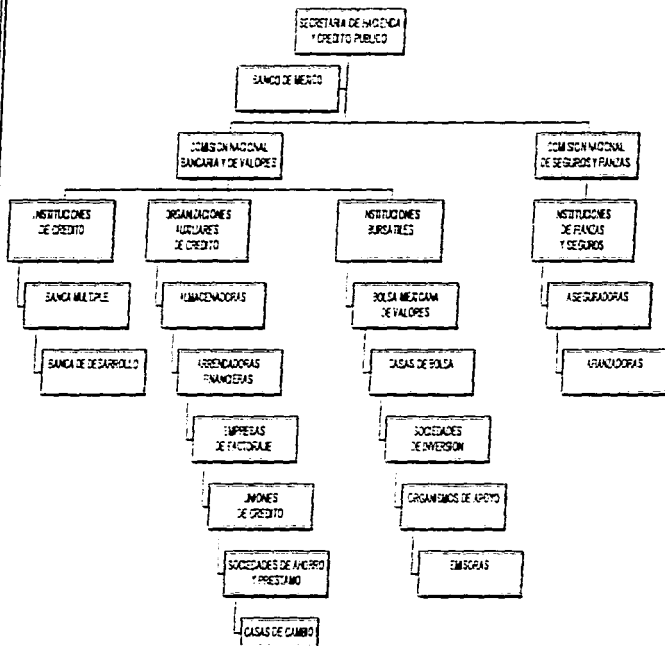 SECRETARIA DE HACIENDA
Y CREDITO PUBLICO
BANCO DE MEXICO
COMISION NACIONAL
BANCARIA Y DE VALORES
COMISION NACIONAL
DE SEGUROS Y FIANZAS
INSTITUCIONES
DE CREDITO
ORGANIZACIONES
AUXILIARES
DE CREDITO
INSTITUCIONES
BURSATILES
INSTITUCIONES
DE FIANZAS
Y SEGUROS
BANCA MULTIPLE
ALMACENADORAS
BOLSA MEXICANA
DE VALORES
ASEGURADORAS
BANCA DE DESARROLLO
ARRENDADORAS
FINANCIERAS
CASAS DE BOLSA
AFIANZADORAS
EMPRESAS
DE FACTORAJE
SOCIEDADES
DE INVERSION
UNIONES
DE CREDITO
ORGANISMOS DE APOYO
SOCIEDADES DE AHORRO
Y PRESTAMO
EMISORAS
CASAS DE CAMBIO